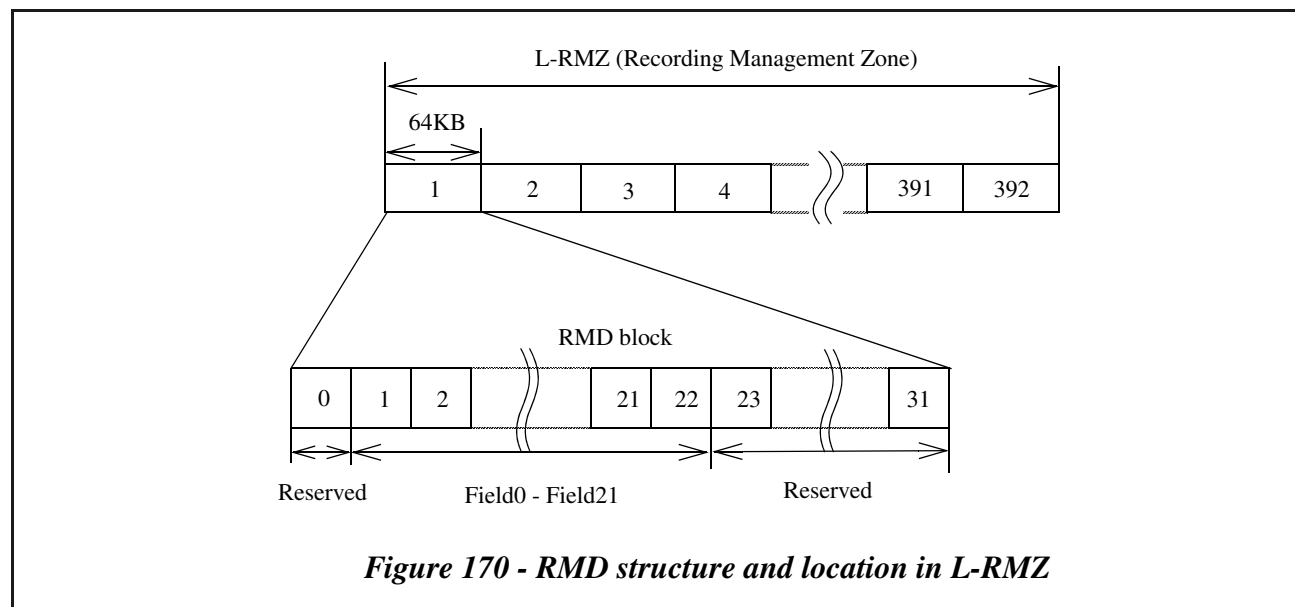 L-RMZ (Recording Management Zone)
64KB
1 2 3 4 391 392
RMD block
0 1 2 21 22 23 31
Reserved Field0 - Field21 Reserved
Figure 170 - RMD structure and location in L-RMZ